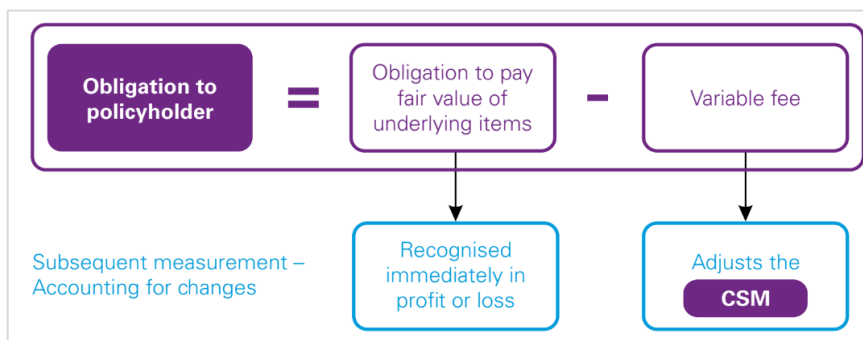 Obligation to
policyholder
=
Obligation to pay
fair value of
underlying items
-
Variable fee
Subsequent measurement –
Accounting for changes
Recognised
immediately in
profit or loss
Adjusts the
CSM